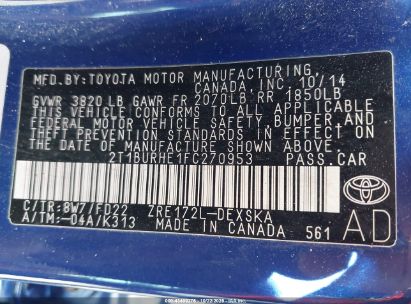 MFD.BY:TOYOTA MOTOR MANUFACTURING
CANADA, INC. 10/14
GVWR 3820 LB GAWR FR 2070LB RR 1850LB
THIS VEHICLE CONFORMS TO ALL APPLICABLE
FEDERAL MOTOR VEHICLE SAFETY, BUMPER AND
THEFT PREVENTION STANDARDS IN EFFECT ON
THE DATE OF MANUFACTURE SHOWN ABOVE.
2T1BURHE1FC270953 PASS.CAR
C/TR:8W7/FD22 ZRE172L-DEXSKA
A/TM:-04A/K313 MADE IN CANADA 561
TOYOTA
AD